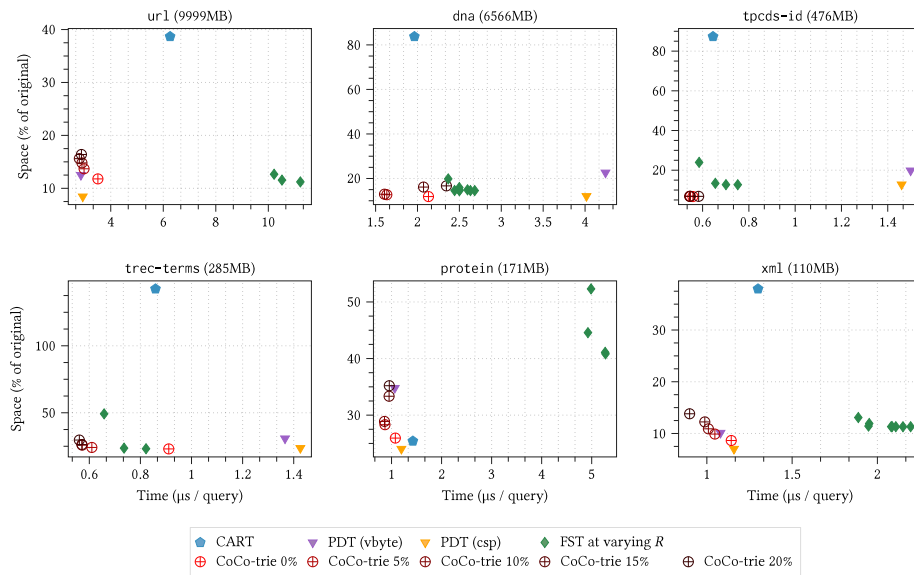 url (9999MB)
dna (6566MB)
tpcds-id (476MB)
Space (% of original)
40
30
20
10
4
6
8
10
80
60
40
20
1.5
2
2.5
3
3.5
4
80
60
40
20
0.6
0.8
1
1.2
1.4
trec-terms (285MB)
protein (171MB)
xml (110MB)
Space (% of original)
100
50
0.6
0.8
1
1.2
1.4
50
40
30
1
2
3
4
5
30
20
10
1
1.5
2
Time (μs / query)
Time (μs / query)
Time (μs / query)
CART
PDT (vbyte)
PDT (csp)
FST at varying R
CoCo-trie 0%
CoCo-trie 5%
CoCo-trie 10%
CoCo-trie 15%
CoCo-trie 20%